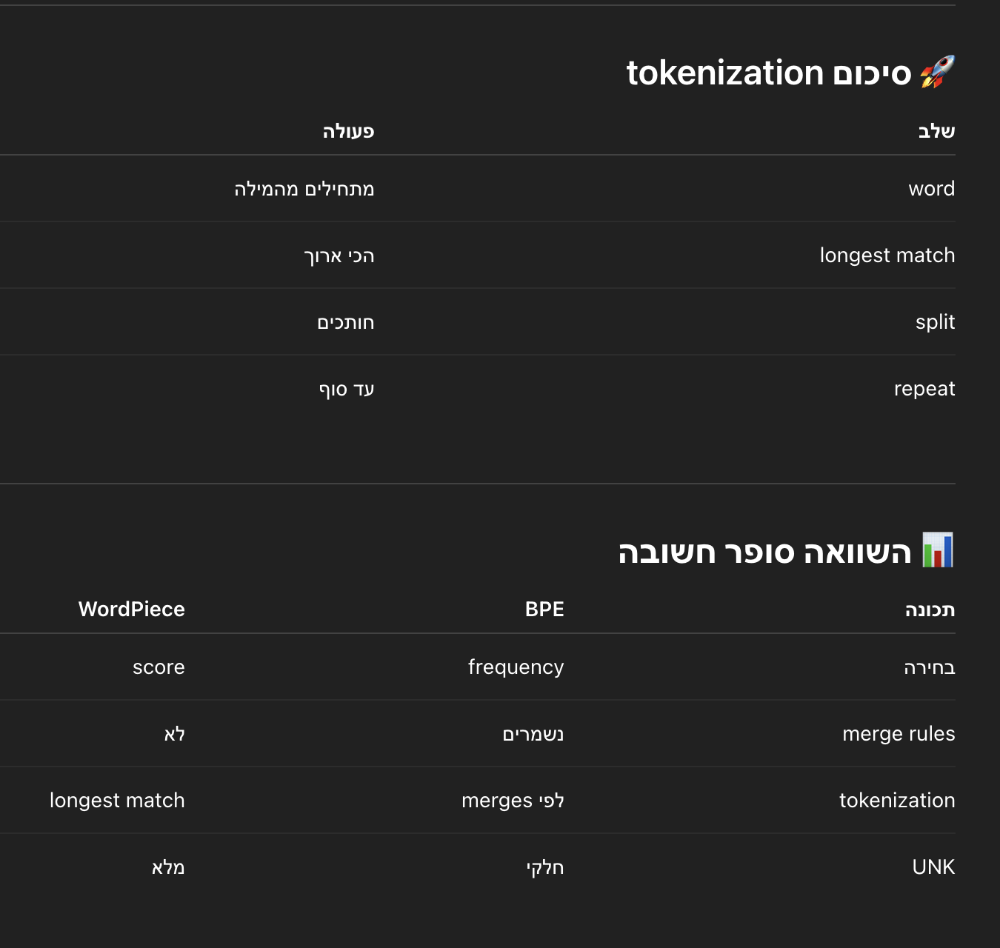 🚀 סיכום tokenization
שלב פעולה
word מתחילים מהמילה
longest match הכי ארוך
split חותכים
repeat עד סוף
📊 השוואה סופר חשובה
תכונה BPE WordPiece
בחירה frequency score
merge rules נשמרים לא
tokenization לפי merges longest match
UNK חלקי מלא